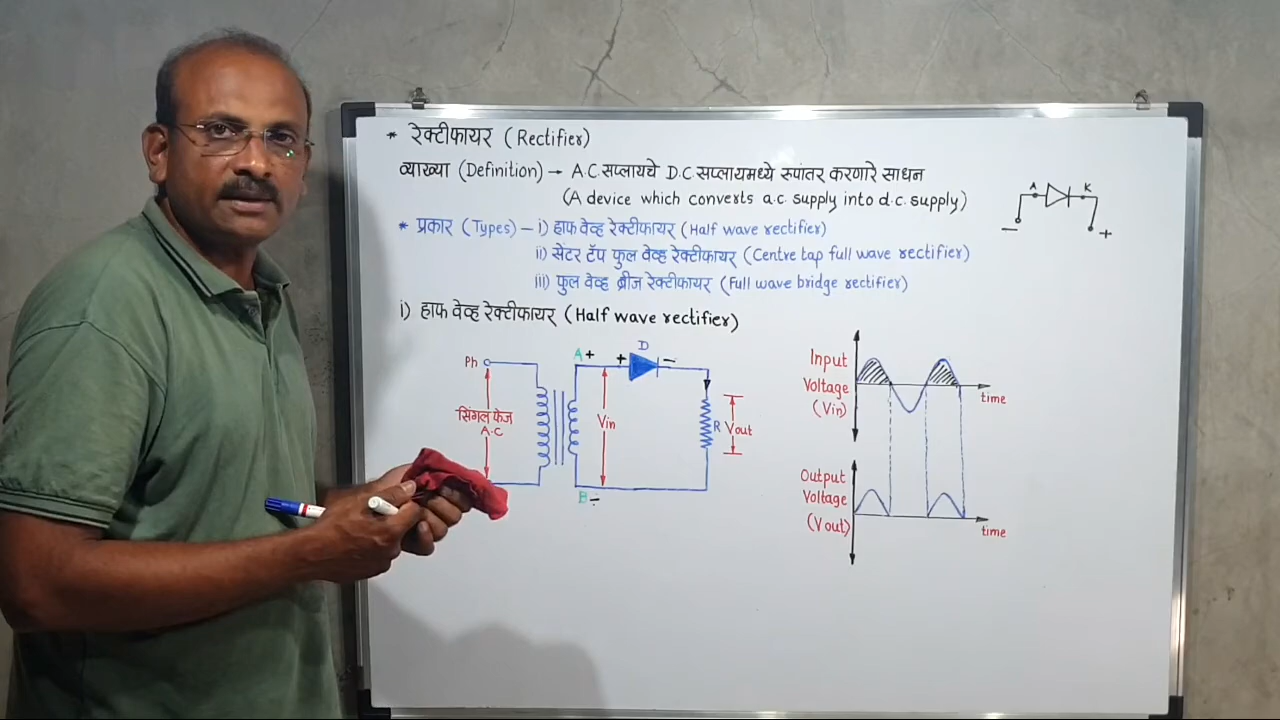 * रेक्टीफायर (Rectifier)
व्याख्या (Definition) → A.C. सप्लायचे D.C. सप्लायमध्ये रुपांतर करणारे साधन
(A device which converts a.c. supply into d.c. supply)
* प्रकार (Types) – i) हाफ वेव्ह रेक्टीफायर (Half wave rectifier)
ii) सेंटर टॅप फुल वेव्ह रेक्टीफायर (Centre tap full wave rectifier)
iii) फुल वेव्ह ब्रीज रेक्टीफायर (Full wave bridge rectifier)
A K
– +
i) हाफ वेव्ह रेक्टीफायर (Half wave rectifier)
Ph
A + + D –
सिंगल फेज
A.C
Vin
R Vout
B –
Input
Voltage
(Vin)
time
Output
Voltage
(Vout)
time